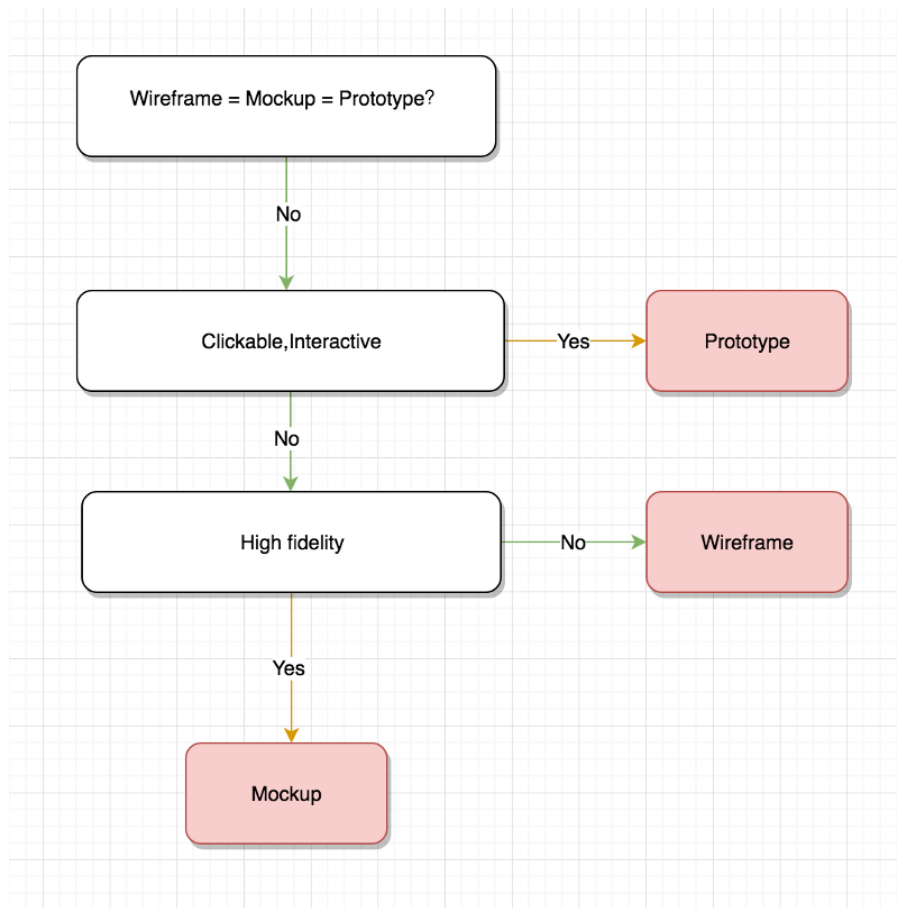 Wireframe = Mockup = Prototype?
No
Clickable,Interactive
Yes
Prototype
No
High fidelity
No
Wireframe
Yes
Mockup